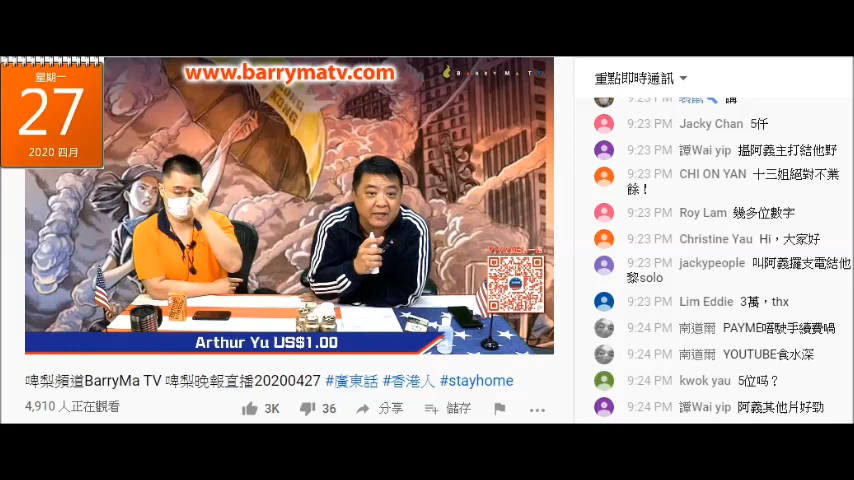 星期一
27
2020 四月
www.barrymatv.com
BARRY MA TV
HONG
KONG
Arthur Yu US$1.00
啤梨頻道BarryMa TV 啤梨晚報直播20200427 #廣東話 #香港人 #stayhome
4,910 人正在觀看
3K
36
分享
儲存
重點即時通訊
9:23 PM
9:23 PM Jacky Chan 5仟
9:23 PM 譚Wai yip 攝阿義主打結他野
9:23 PM CHI ON YAN 十三姐絕對不業
餘！
9:23 PM Roy Lam 幾多位數字
9:23 PM Christine Yau Hi，大家好
9:23 PM jackypeople 叫阿義攞支電結他
黎solo
9:23 PM Lim Eddie 3萬，thx
9:24 PM 南道爾 PAYME唔駛手續費喎
9:24 PM 南道爾 YOUTUBE食水深
9:24 PM kwok yau 5位吗？
9:24 PM 譚Wai yip 阿義其他片好勁